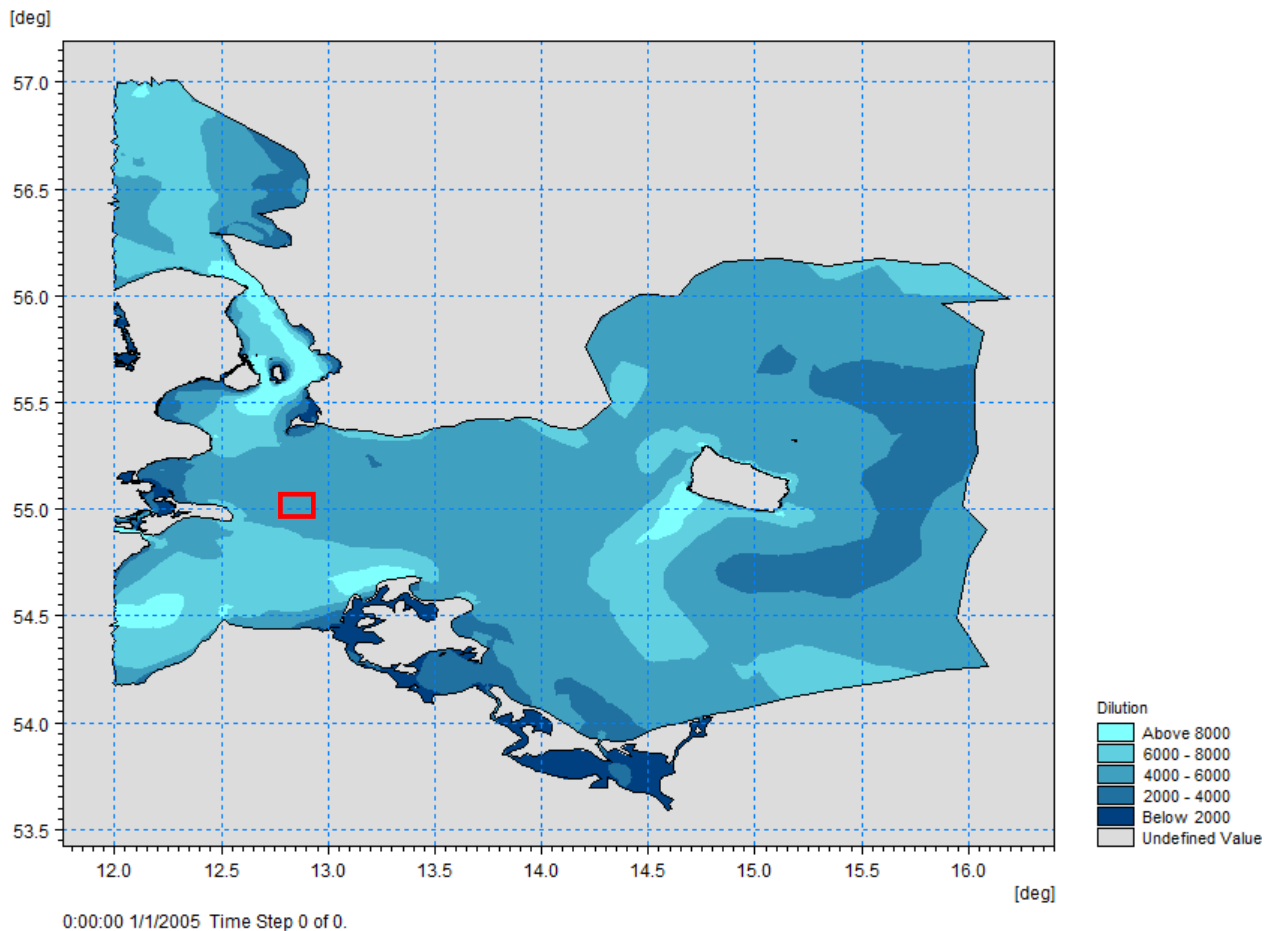 [deg]
57.0
56.5
56.0
55.5
55.0
54.5
54.0
53.5
12.0 12.5 13.0 13.5 14.0 14.5 15.0 15.5 16.0
[deg]
0:00:00 1/1/2005 Time Step 0 of 0.
Dilution
Above 8000
6000 - 8000
4000 - 6000
2000 - 4000
Below 2000
Undefined Value